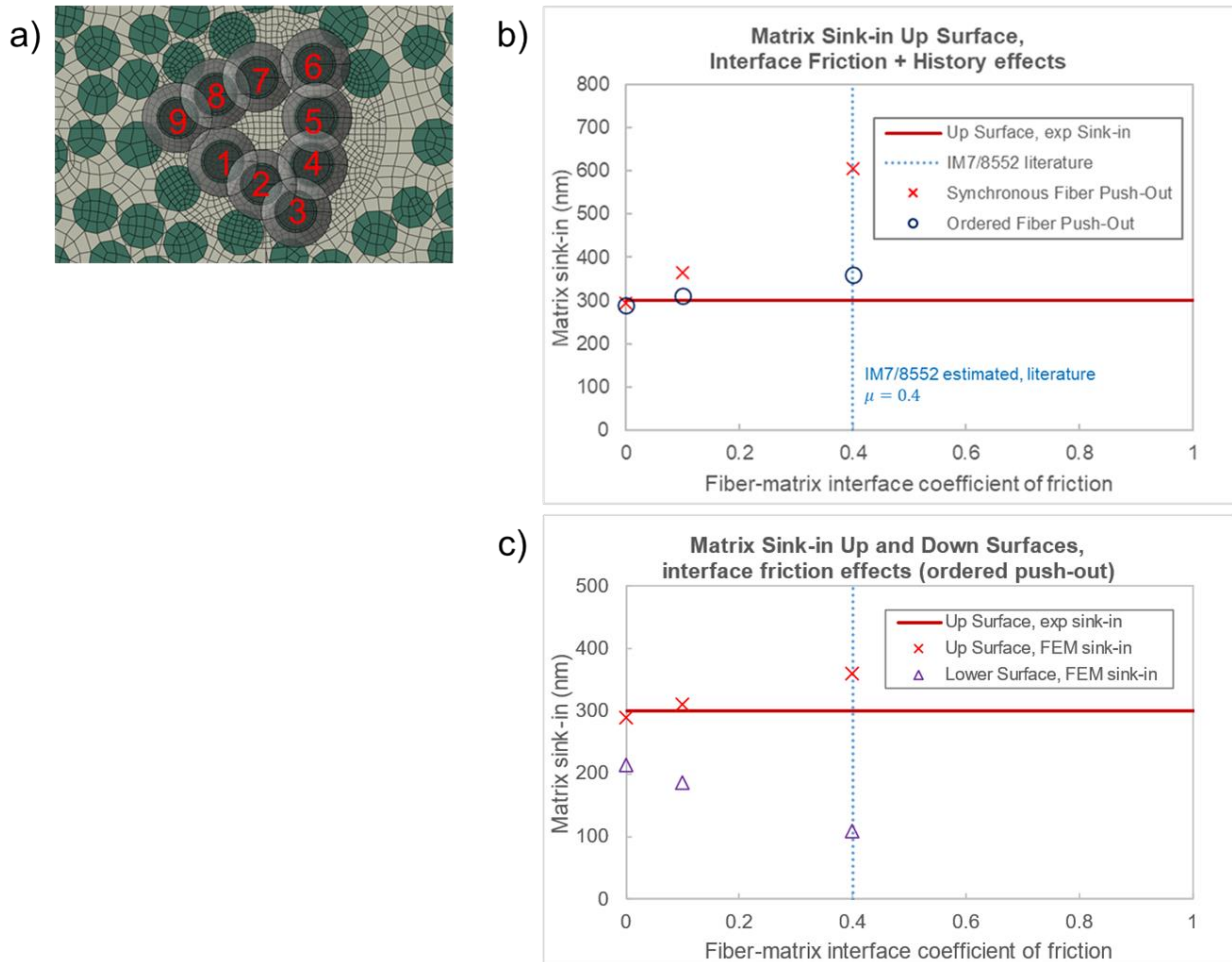 a)
6
7
8
5
9
1
4
2
3
b)
Matrix Sink-in Up Surface,
Interface Friction + History effects
800
700
600
500
400
300
200
100
0
Matrix sink-in (nm)
Up Surface, exp Sink-in
IM7/8552 literature
Synchronous Fiber Push-Out
Ordered Fiber Push-Out
IM7/8552 estimated, literature
μ = 0.4
0 0.2 0.4 0.6 0.8 1
Fiber-matrix interface coefficient of friction
c)
Matrix Sink-in Up and Down Surfaces,
interface friction effects (ordered push-out)
500
400
300
200
100
0
Matrix sink-in (nm)
Up Surface, exp sink-in
Up Surface, FEM sink-in
Lower Surface, FEM sink-in
0 0.2 0.4 0.6 0.8 1
Fiber-matrix interface coefficient of friction